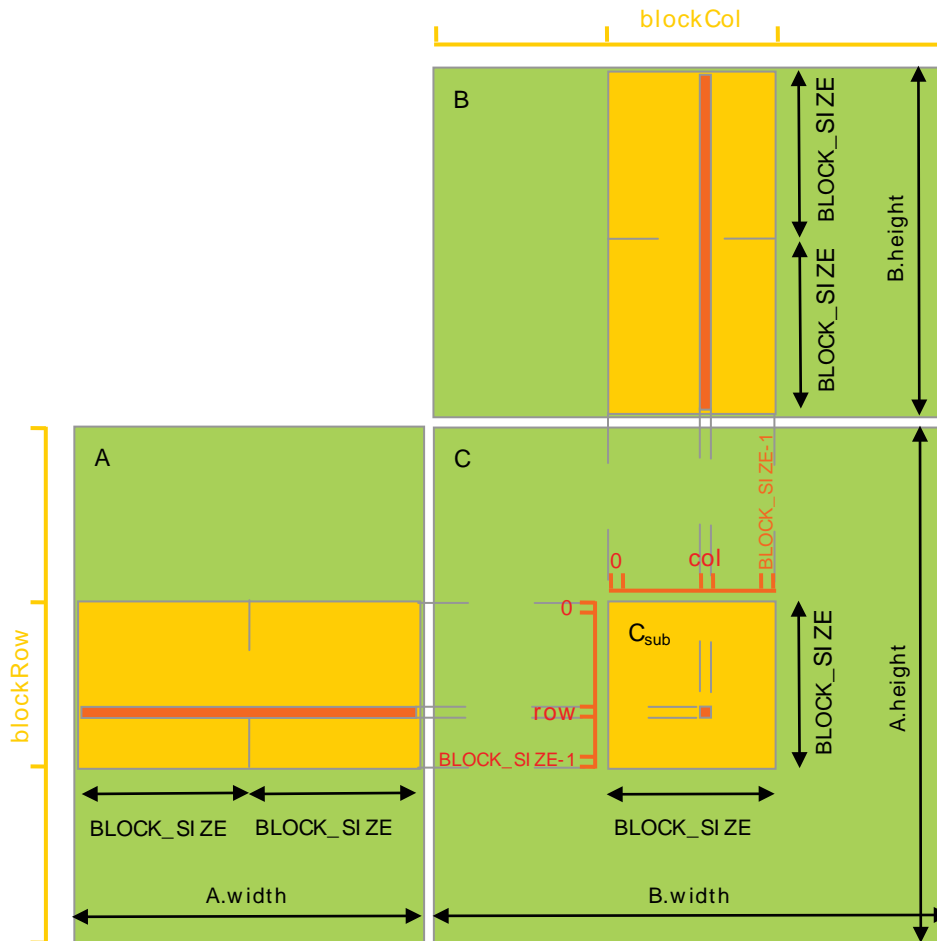 blockCol
B
BLOCK_SIZE
BLOCK_SIZE
B.height
A
C
BLOCK_SIZE-1
0
col
0
blockRow
C_sub
BLOCK_SIZE
A.height
row
BLOCK_SIZE-1
BLOCK_SIZE
BLOCK_SIZE
BLOCK_SIZE
A.width
B.width